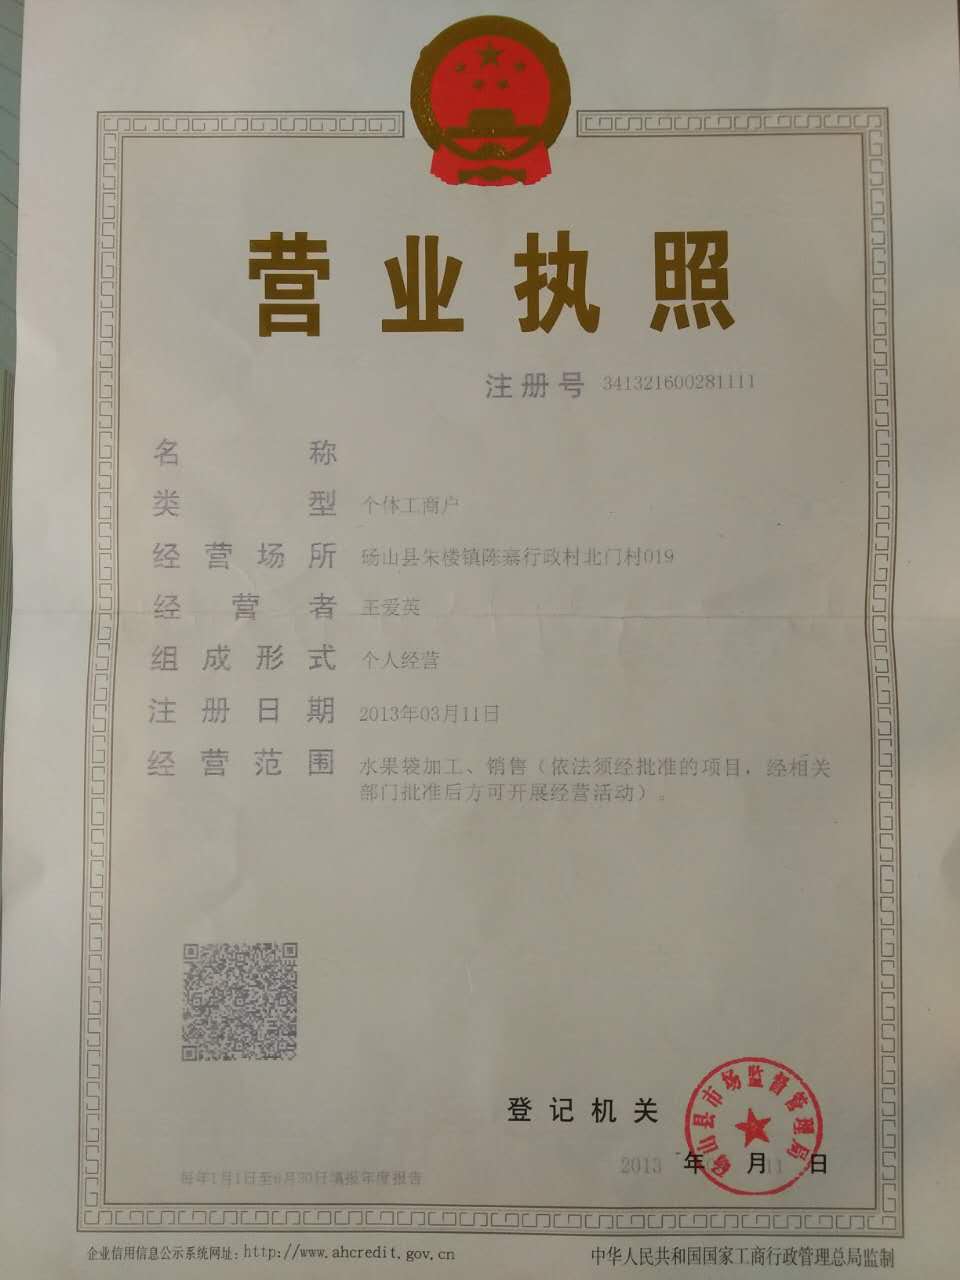 营业执照
注册号 341321600281111
名称
类型 个体工商户
经营场所 砀山县朱楼镇陈寨行政村北门村019
经营者 王爱英
组成形式 个人经营
注册日期 2013年03月11日
经营范围 水果袋加工、销售（依法须经批准的项目，经相关
部门批准后方可开展经营活动）。
登记机关
砀山县市场监督管理局
2013 年 月 11 日
每年1月1日至6月30日填报年度报告
企业信用信息公示系统网址：http://www.ahcredit.gov.cn
中华人民共和国国家工商行政管理总局监制